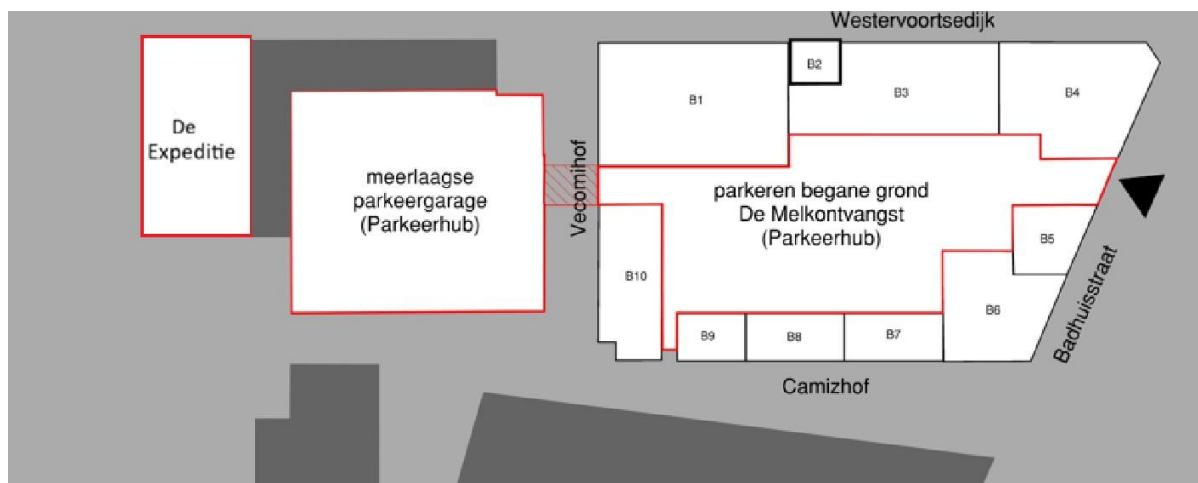 Westervoortsedijk
De
Expeditie
meerlaagse
parkeergarage
(Parkeerhub)
Vecomihof
B1
B2
B3
B4
parkeren begane grond
De Melkontvangst
(Parkeerhub)
B5
B6
B10
B9
B8
B7
Badhuisstraat
Camizhof